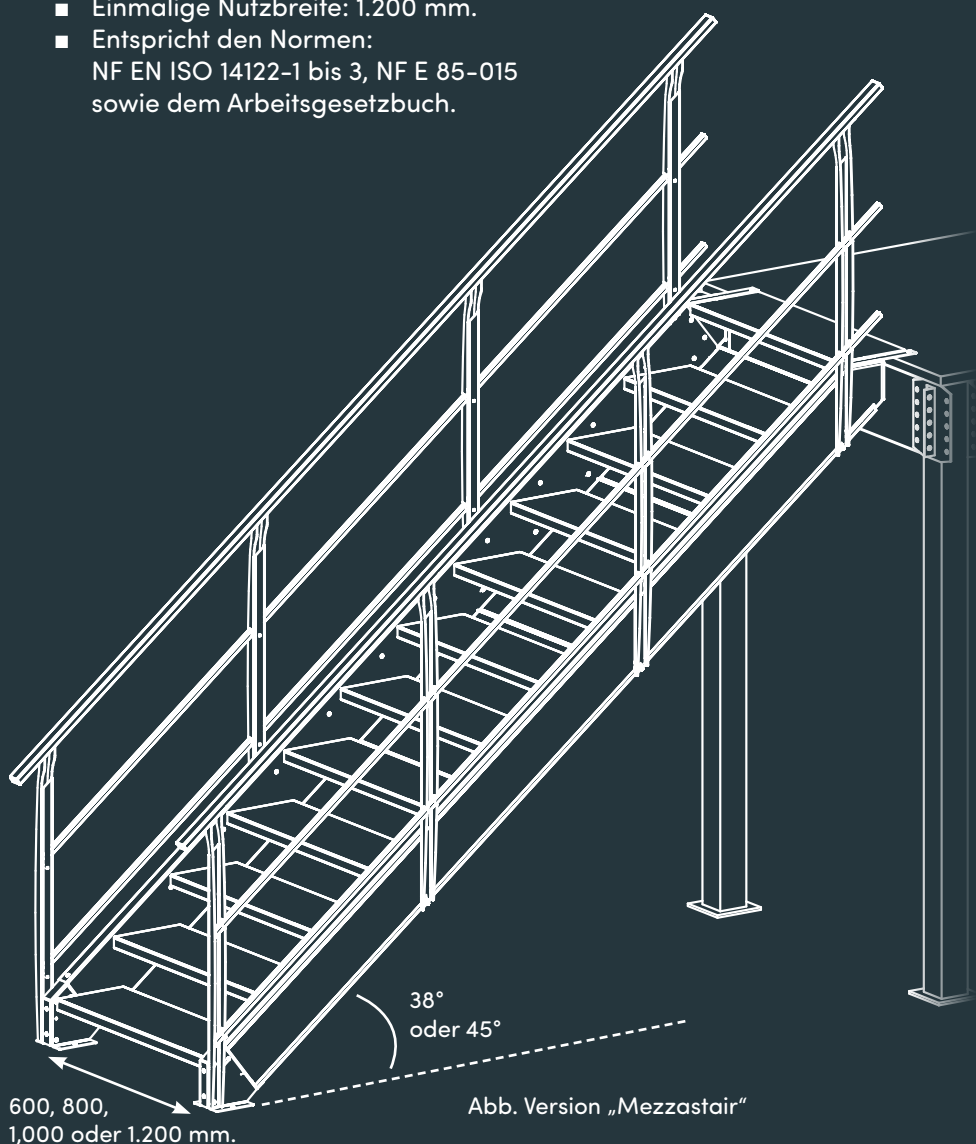 Einmalige Nutzbreite: 1.200 mm.
Entspricht den Normen:
NF EN ISO 14122-1 bis 3, NF E 85-015
sowie dem Arbeitsgesetzbuch.
38°
oder 45°
600, 800,
1,000 oder 1.200 mm.
Abb. Version „Mezzastair“